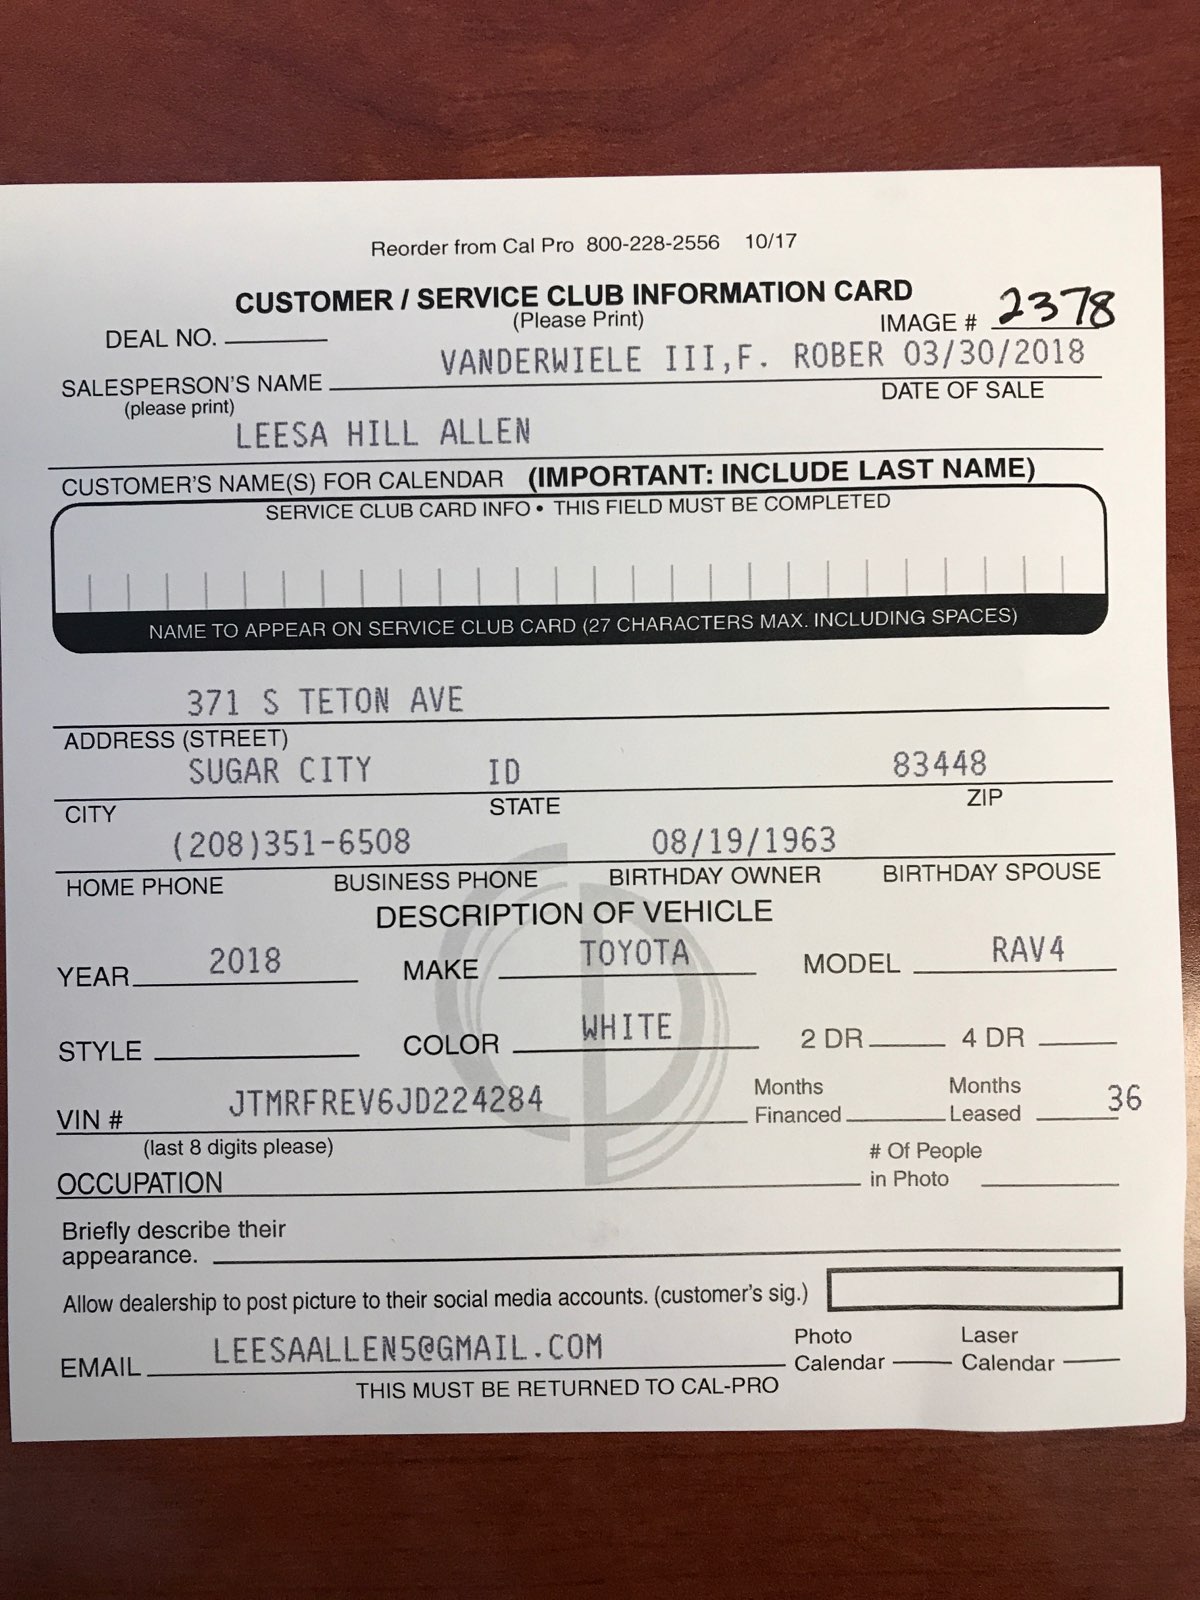 Reorder from Cal Pro 800-228-2556 10/17
CUSTOMER / SERVICE CLUB INFORMATION CARD
(Please Print)
DEAL NO.
IMAGE # 2378
VANDERWIELE III,F. ROBER 03/30/2018
SALESPERSON'S NAME
DATE OF SALE
(please print)
LEESA HILL ALLEN
CUSTOMER'S NAME(S) FOR CALENDAR (IMPORTANT: INCLUDE LAST NAME)
SERVICE CLUB CARD INFO • THIS FIELD MUST BE COMPLETED
NAME TO APPEAR ON SERVICE CLUB CARD (27 CHARACTERS MAX. INCLUDING SPACES)
371 S TETON AVE
ADDRESS (STREET)
SUGAR CITY ID 83448
CITY STATE ZIP
(208)351-6508 08/19/1963
HOME PHONE BUSINESS PHONE BIRTHDAY OWNER BIRTHDAY SPOUSE
DESCRIPTION OF VEHICLE
YEAR 2018 MAKE TOYOTA MODEL RAV4
STYLE COLOR WHITE 2 DR 4 DR
VIN # JTMRFREV6JD224284
Months Financed
Months Leased 36
(last 8 digits please)
# Of People
in Photo
OCCUPATION
Briefly describe their
appearance.
Allow dealership to post picture to their social media accounts. (customer's sig.)
EMAIL LEESAALLEN5@GMAIL.COM
Photo Calendar
Laser Calendar
THIS MUST BE RETURNED TO CAL-PRO